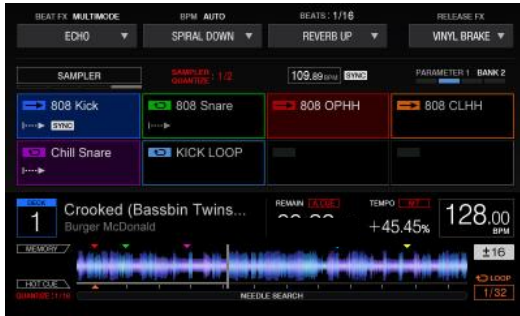 BEAT FX MULTIMODE BPM AUTO BEATS: 1/16 RELEASE FX
ECHO SPIRAL DOWN REVERB UP VINYL BRAKE
SAMPLER SAMPLER QUANTIZE : 1/2 109.89 BPM SYNC PARAMETER 1 BANK 2
808 Kick 808 Snare 808 OPHH 808 CLHH
SYNC
Chill Snare KICK LOOP
DECK REMAIN A.CUE TEMPO MT
1 Crooked (Bassbin Twins... +45.45% 128.00 BPM
Burger McDonald
MEMORY ±16
HOT CUE LOOP
QUANTIZE : 1/16 NEEDLE SEARCH 1/32